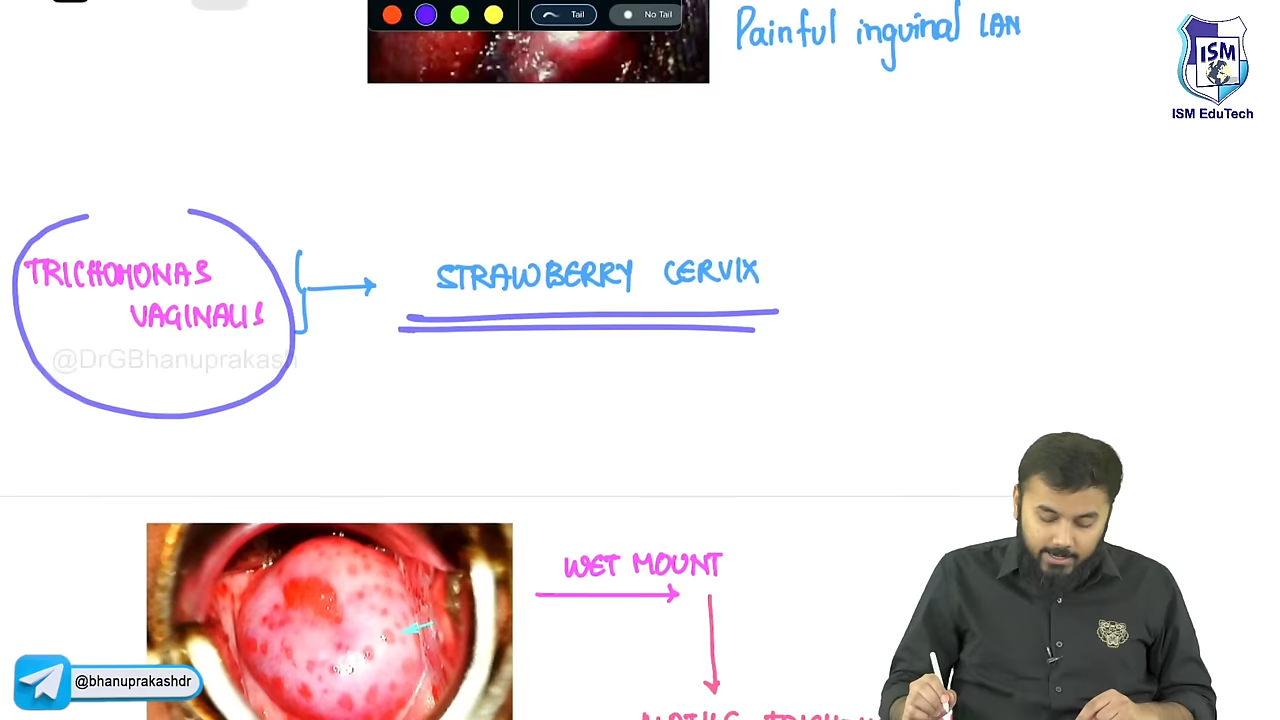 Tail
No Tail
Painful inguinal LAN
ISM
ISM EduTech
TRICHOMONAS
VAGINALIS
STRAWBERRY CERVIX
@DrGBhanuprakash
WET MOUNT
@bhanuprakashdr